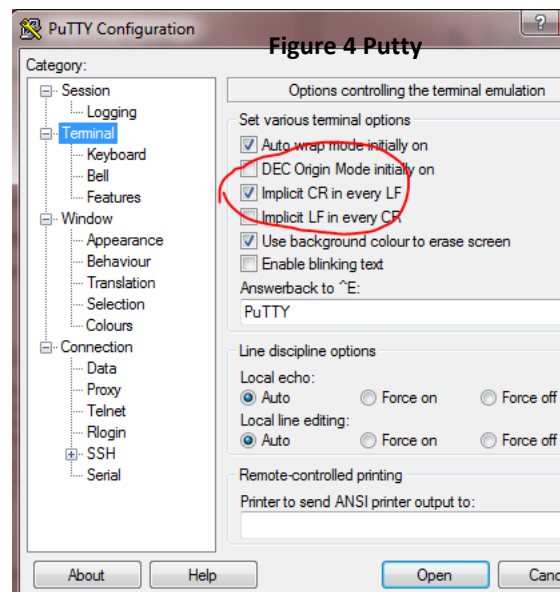 PuTTY Configuration
?
Figure 4 Putty
Category:
Session
Logging
Terminal
Keyboard
Bell
Features
Window
Appearance
Behaviour
Translation
Selection
Colours
Connection
Data
Proxy
Telnet
Rlogin
SSH
Serial
Options controlling the terminal emulation
Set various terminal options
Auto wrap mode initially on
DEC Origin Mode initially on
Implicit CR in every LF
Implicit LF in every CR
Use background colour to erase screen
Enable blinking text
Answerback to ^E:
PuTTY
Line discipline options
Local echo:
Auto Force on Force off
Local line editing:
Auto Force on Force off
Remote-controlled printing
Printer to send ANSI printer output to:
About Help Open Canc